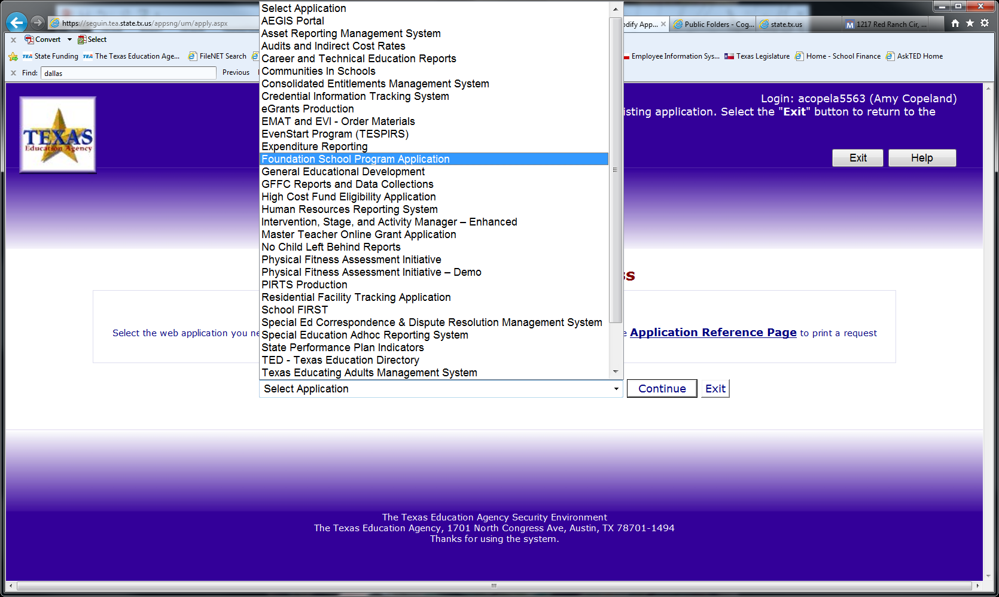 https://seguin.tea.state.tx.us/appsng/um/apply.aspx
odify App...
Public Folders - Cog...
state.tx.us
1217 Red Ranch Cir, ...
Convert
Select
State Funding
The Texas Education Age...
FileNET Search
Employee Information Sys...
Texas Legislature
Home - School Finance
AskTED Home
Find: dallas
Previous
TEXAS
Education Agency
Login: acopela5563 (Amy Copeland)
isting application. Select the "Exit" button to return to the
Exit
Help
Select Application
AEGIS Portal
Asset Reporting Management System
Audits and Indirect Cost Rates
Career and Technical Education Reports
Communities In Schools
Consolidated Entitlements Management System
Credential Information Tracking System
eGrants Production
EMAT and EVI - Order Materials
EvenStart Program (TESPIRS)
Expenditure Reporting
Foundation School Program Application
General Educational Development
GFFC Reports and Data Collections
High Cost Fund Eligibility Application
Human Resources Reporting System
Intervention, Stage, and Activity Manager – Enhanced
Master Teacher Online Grant Application
No Child Left Behind Reports
Physical Fitness Assessment Initiative
Physical Fitness Assessment Initiative – Demo
PIRTS Production
Residential Facility Tracking Application
School FIRST
Special Ed Correspondence & Dispute Resolution Management System
Special Education Adhoc Reporting System
State Performance Plan Indicators
TED - Texas Education Directory
Texas Educating Adults Management System
ss
Select the web application you ne
e Application Reference Page to print a request
Select Application
Continue
Exit
The Texas Education Agency Security Environment
The Texas Education Agency, 1701 North Congress Ave, Austin, TX 78701-1494
Thanks for using the system.